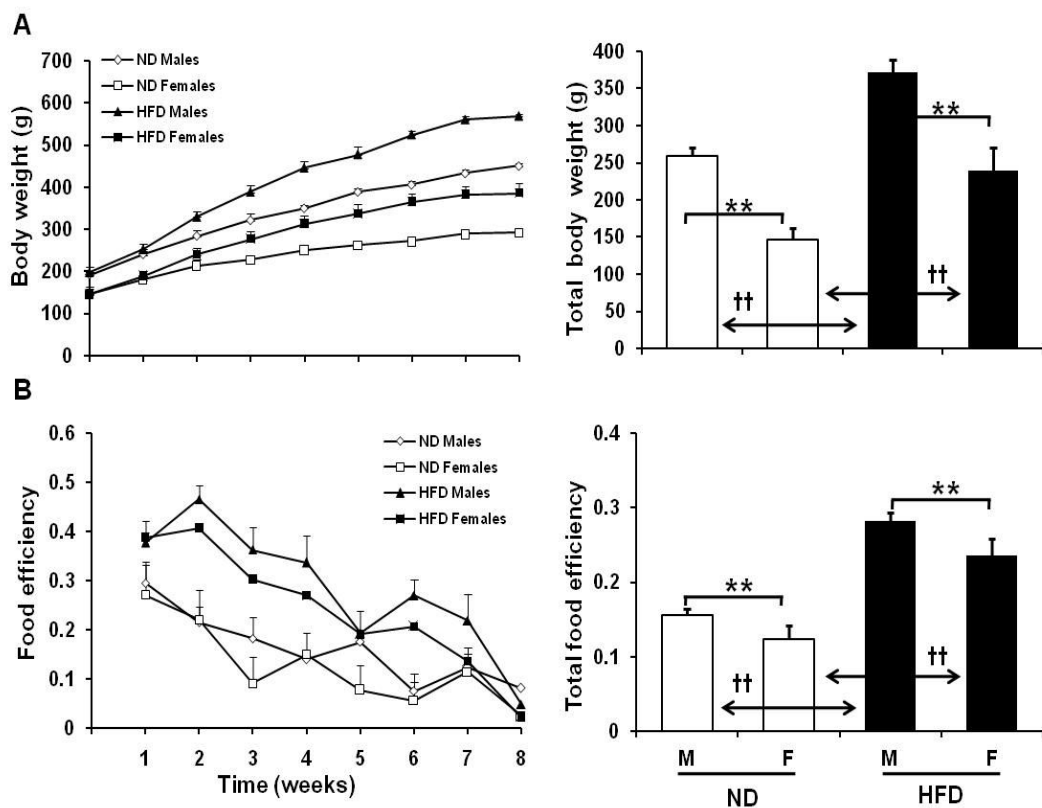 A
Body weight (g)
700
600
500
400
300
200
100
0
ND Males
ND Females
HFD Males
HFD Females
Total body weight (g)
400
350
300
250
200
150
100
50
0
**
**
††
††
B
Food efficiency
0.6
0.5
0.4
0.3
0.2
0.1
0
ND Males
ND Females
HFD Males
HFD Females
1 2 3 4 5 6 7 8
Time (weeks)
Total food efficiency
0.4
0.3
0.2
0.1
0
**
**
††
††
M F M F
ND HFD